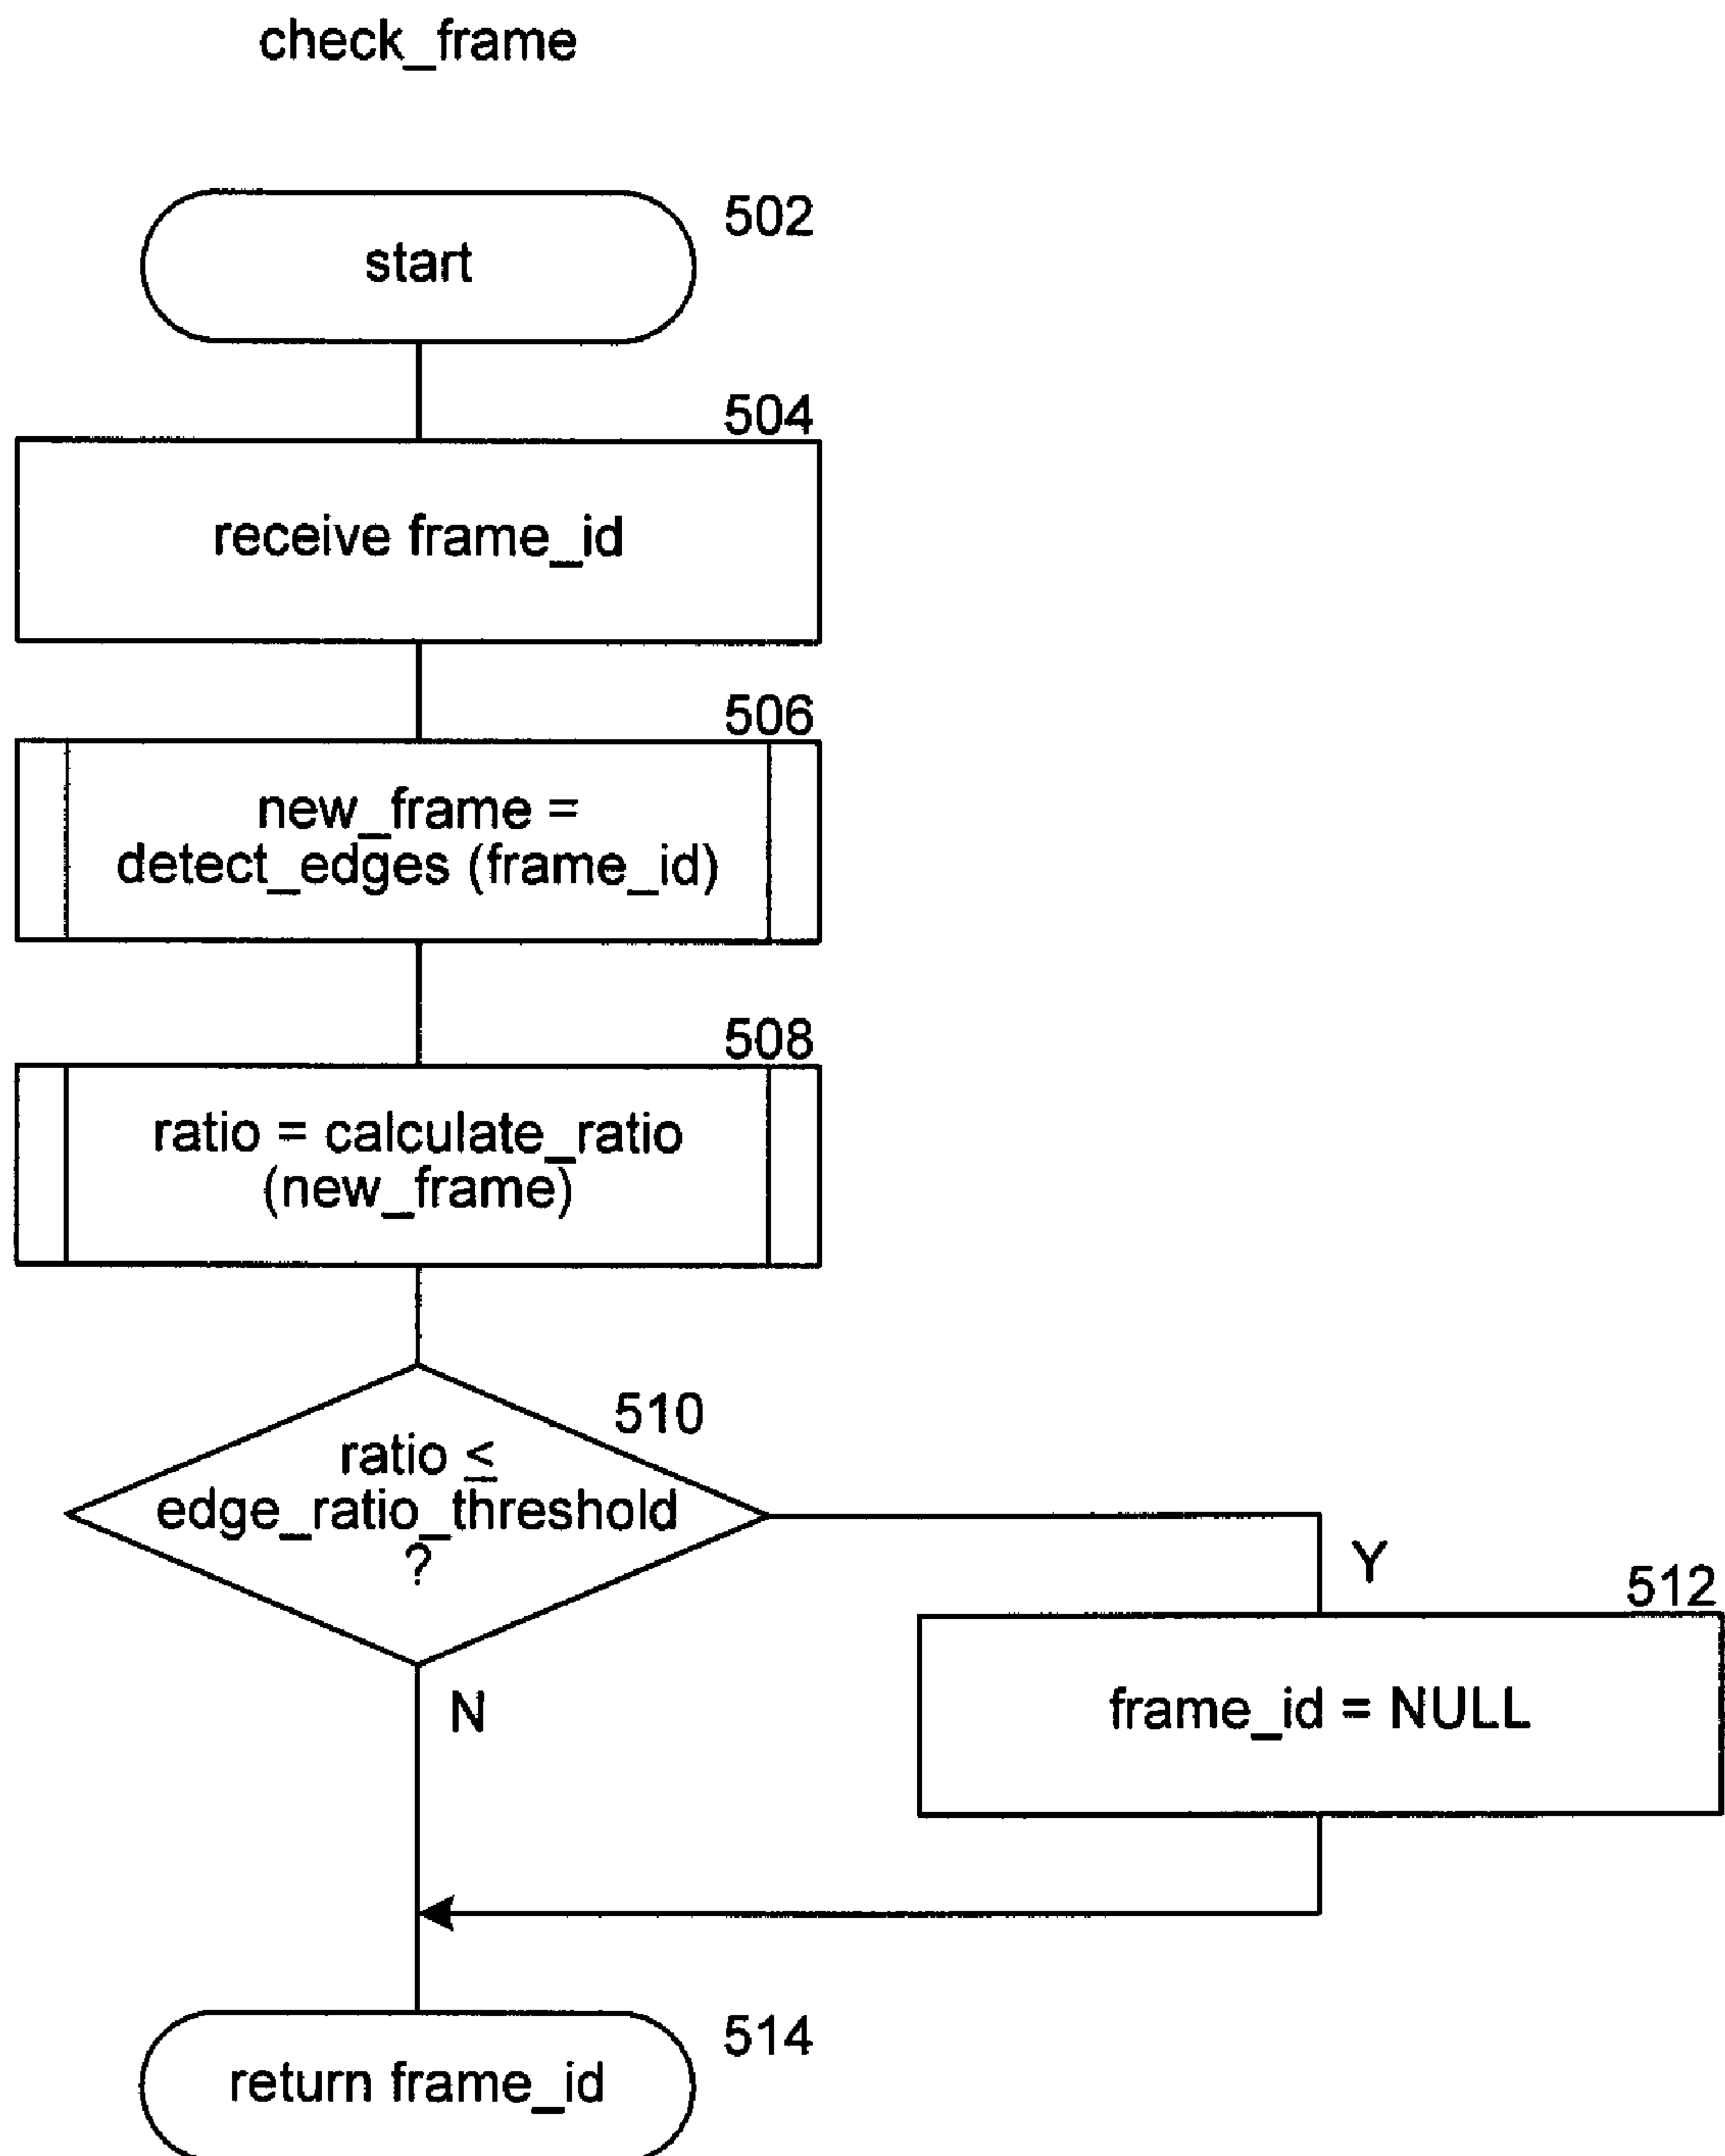 check_frame
502
start
504
receive frame_id
506
new_frame =
detect_edges (frame_id)
508
ratio = calculate_ratio
(new_frame)
510
ratio ≤
edge_ratio_threshold
?
Y
512
N
frame_id = NULL
514
return frame_id